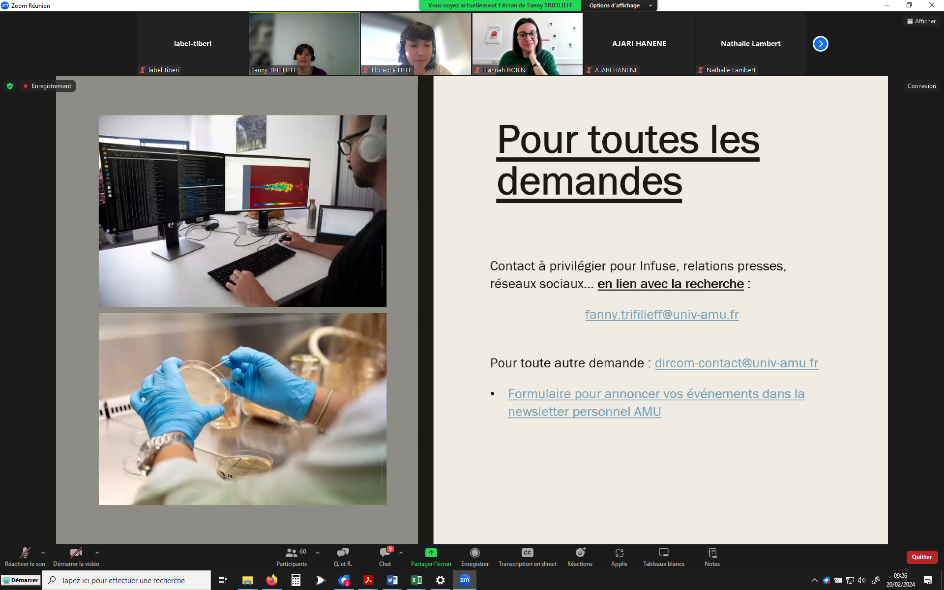 Zoom Réunion
Vous voyez actuellement l'écran de Fanny TRIFILIEFF
Options d'affichage
Afficher
label-tiberi
AJARI HANENE
Nathalie Lambert
label-tiberi
Fanny TRIFILIEFF
Hannah ROBIN
AJARI HANENE
Nathalie Lambert
Enregistrement
Connexion
Pour toutes les
demandes
Contact à privilégier pour Infuse, relations presses,
réseaux sociaux... en lien avec la recherche :
fanny.trifilieff@univ-amu.fr
Pour toute autre demande : dircom-contact@univ-amu.fr
• Formulaire pour annoncer vos événements dans la
newsletter personnel AMU
60
Réactiver le son
Démarrer la vidéo
Participants
Q. et R.
Chat
Partager l'écran
Enregistrer
Transcription en direct
Réactions
Applis
Tableaux blancs
Notes
Quitter
Démarrer
Tapez ici pour effectuer une recherche
09:26
20/02/2024